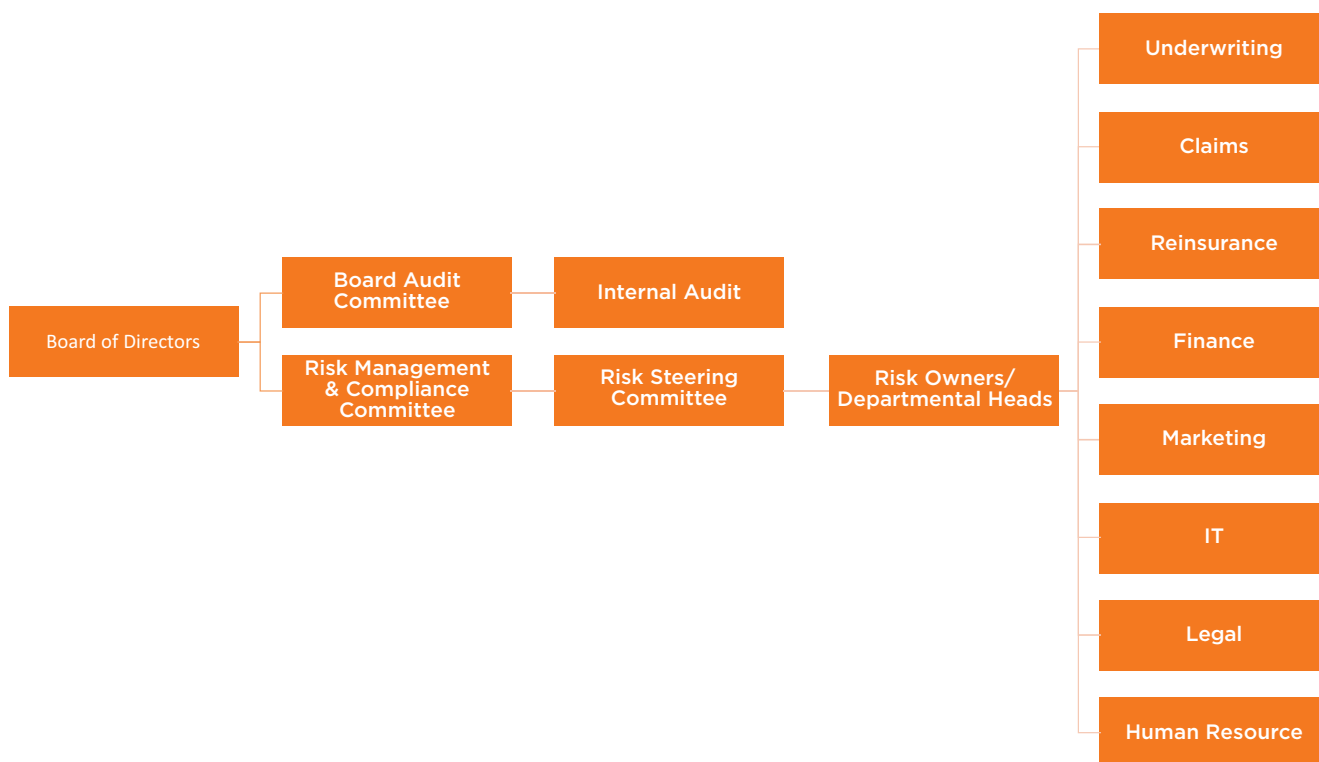 Board of Directors
Board Audit
Committee
Risk Management
& Compliance
Committee
Internal Audit
Risk Steering
Committee
Risk Owners/
Departmental Heads
Underwriting
Claims
Reinsurance
Finance
Marketing
IT
Legal
Human Resource